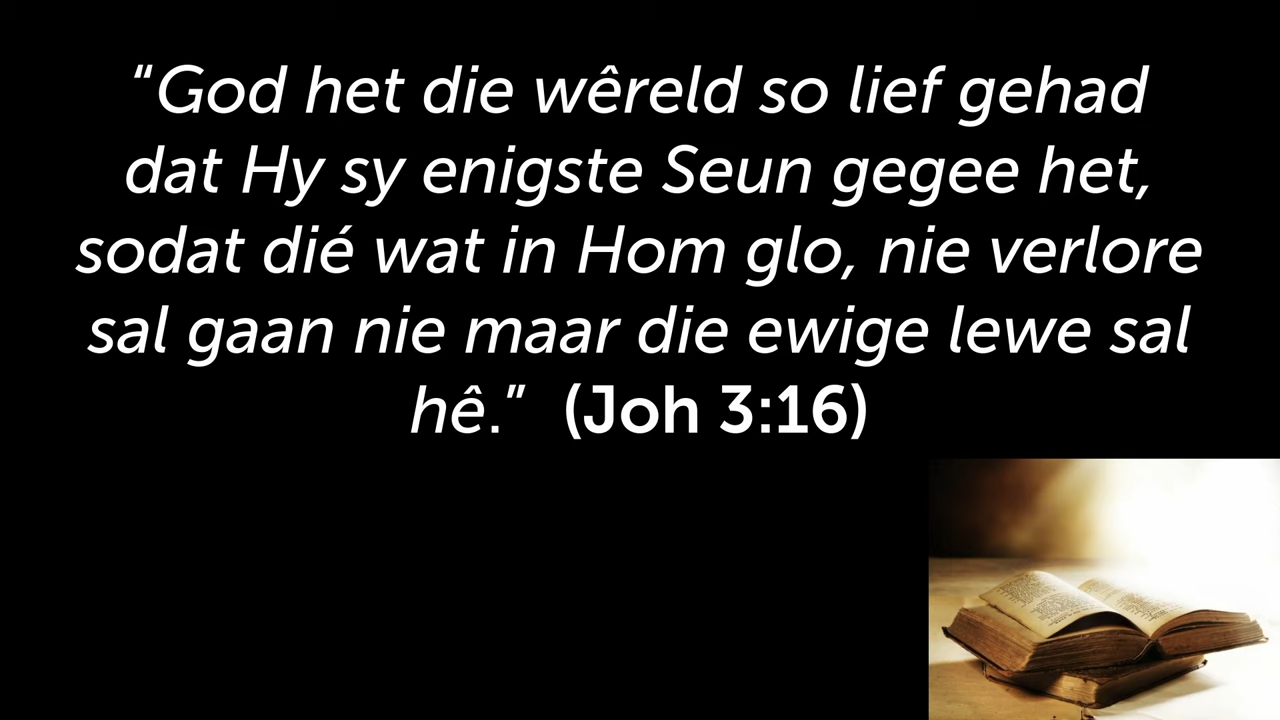 “God het die wêreld so lief gehad
dat Hy sy enigste Seun gegee het,
sodat dié wat in Hom glo, nie verlore
sal gaan nie maar die ewige lewe sal
hê.” (Joh 3:16)